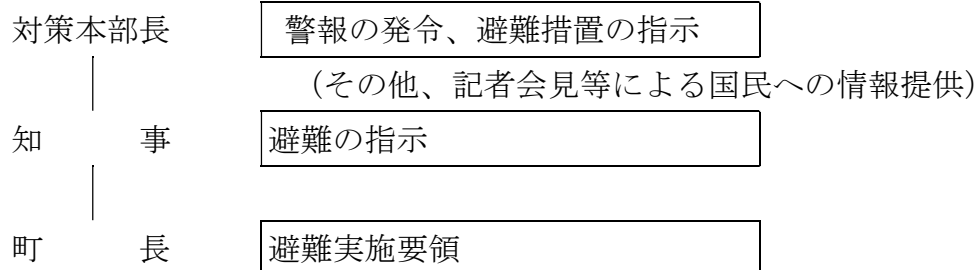 対策本部長 警報の発令、避難措置の指示
(その他、記者会見等による国民への情報提供)
知事 避難の指示
町長 避難実施要領